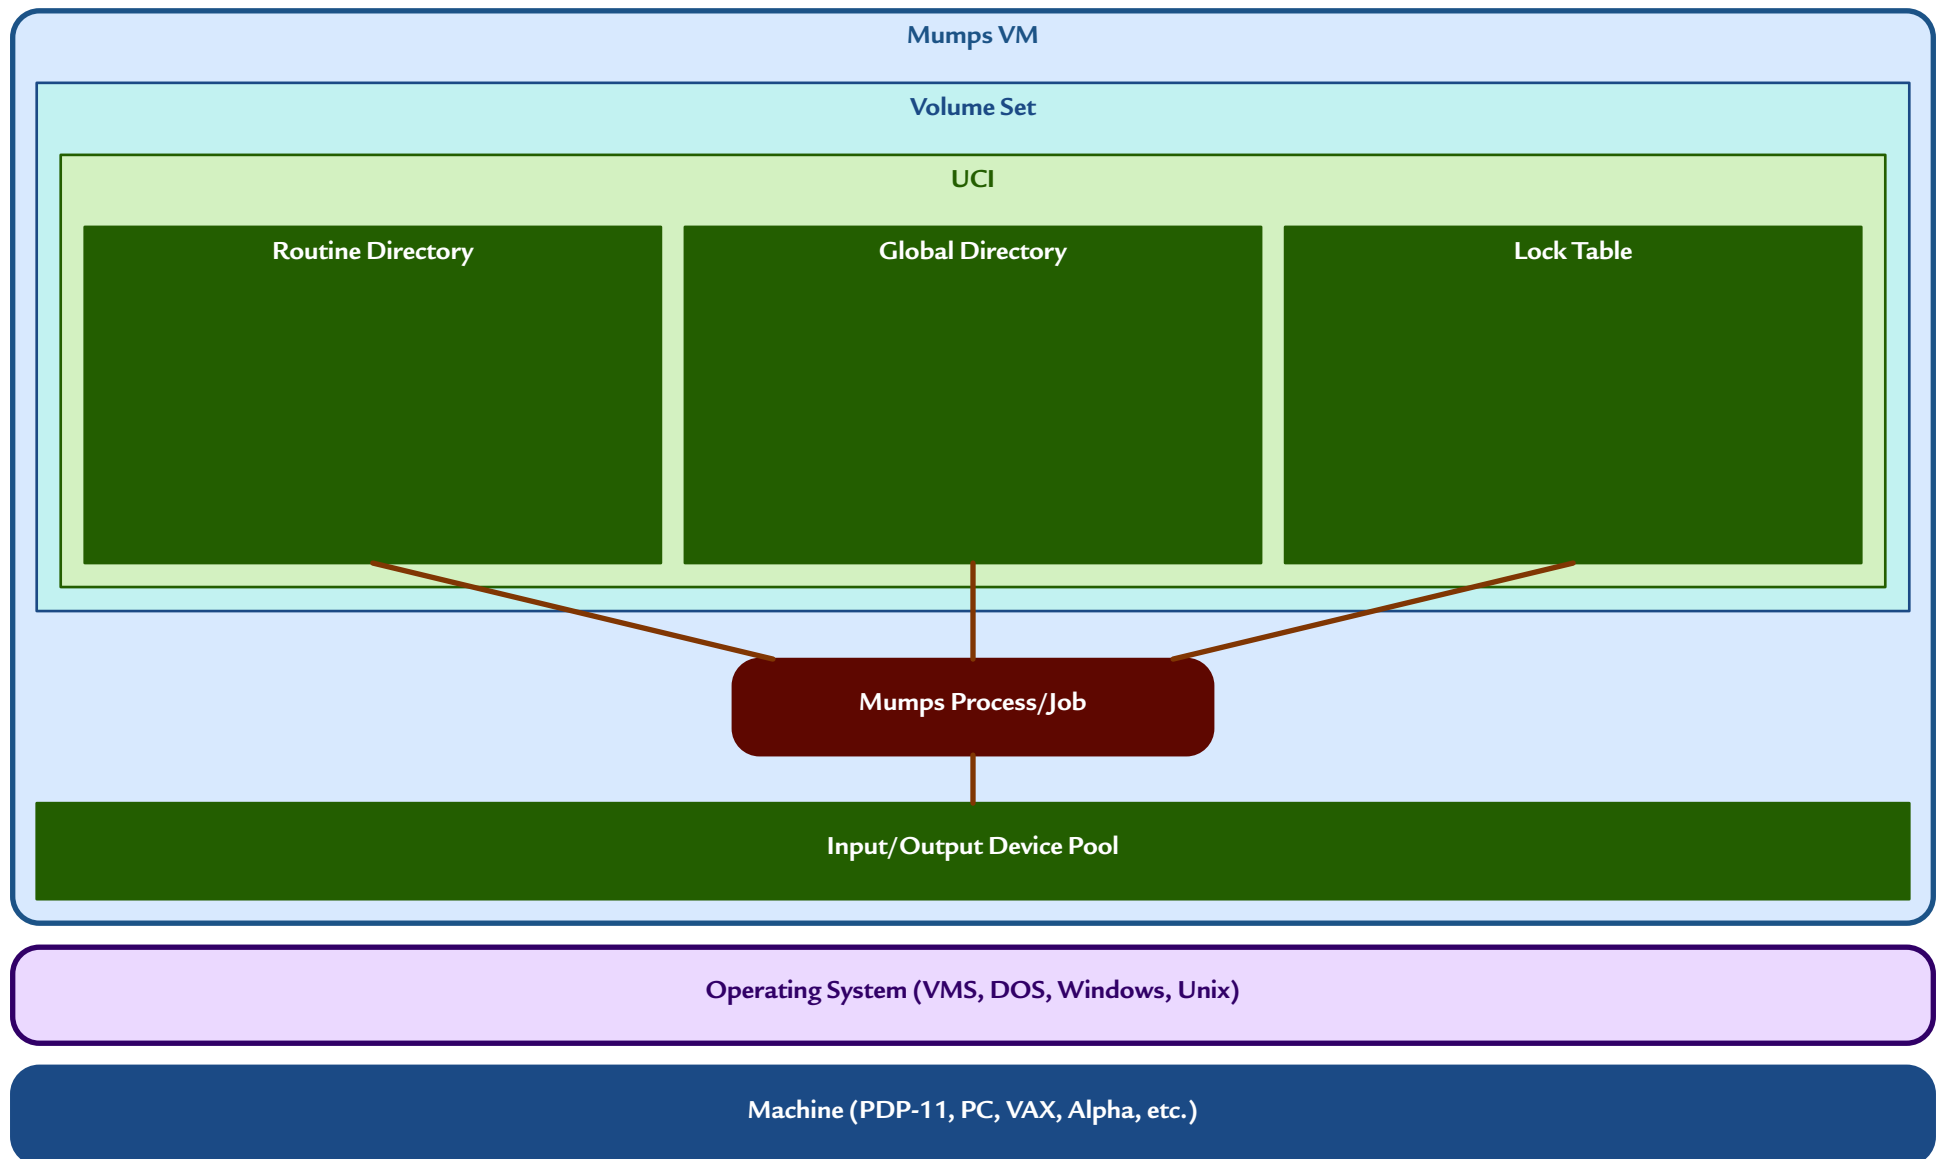 Mumps VM
Volume Set
UCI
Routine Directory
Global Directory
Lock Table
Mumps Process/Job
Input/Output Device Pool
Operating System (VMS, DOS, Windows, Unix)
Machine (PDP-11, PC, VAX, Alpha, etc.)